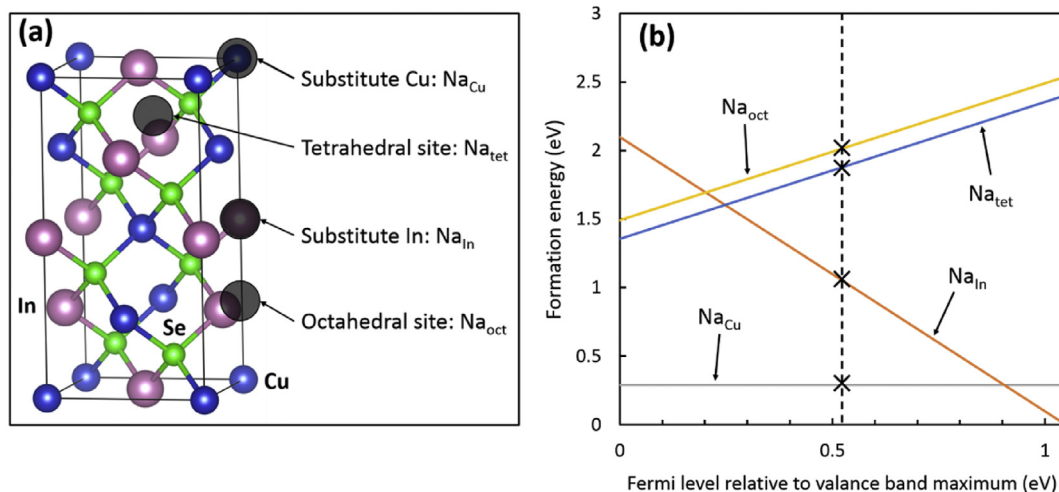 (a)
Substitute Cu: NaCu
Tetrahedral site: Natet
Substitute In: NaIn
Octahedral site: Naoct
In
Se
Cu
(b)
Formation energy (eV)
3
2.5
2
1.5
1
0.5
0
Naoct
Natet
NaIn
NaCu
0
0.5
1
Fermi level relative to valance band maximum (eV)